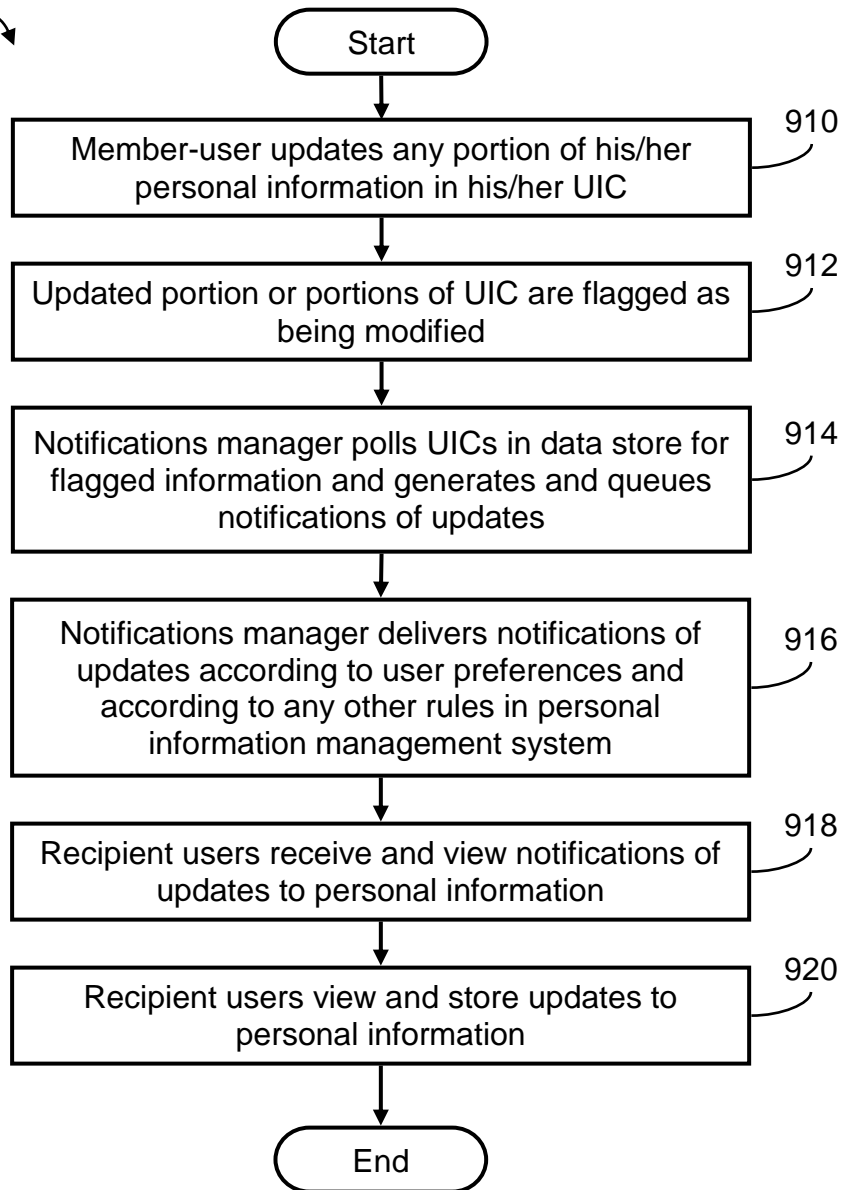 Start
910
Member-user updates any portion of his/her
personal information in his/her UIC
912
Updated portion or portions of UIC are flagged as
being modified
914
Notifications manager polls UICs in data store for
flagged information and generates and queues
notifications of updates
916
Notifications manager delivers notifications of
updates according to user preferences and
according to any other rules in personal
information management system
918
Recipient users receive and view notifications of
updates to personal information
920
Recipient users view and store updates to
personal information
End